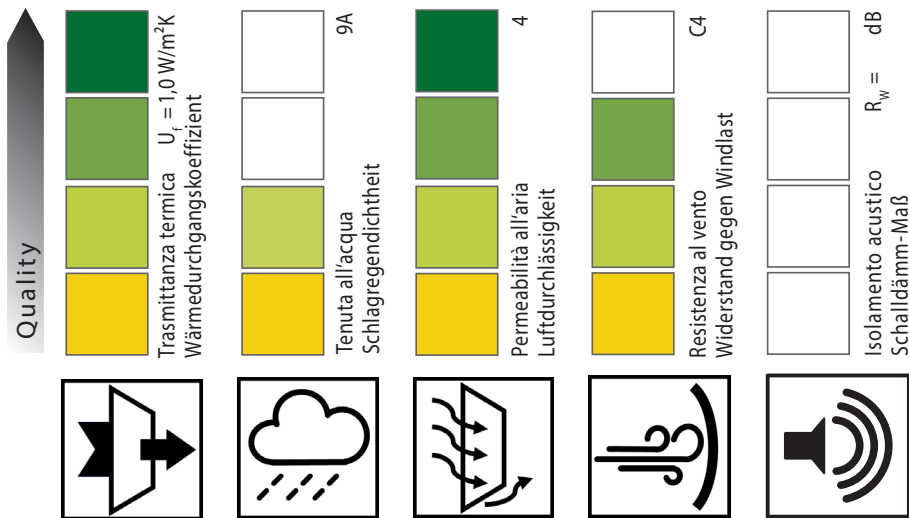 Quality
Trasmittanza termica
Wärmedurchgangskoeffizient
U_f = 1,0 W/m²K
Tenuta all'acqua
Schlagregendichtheit
9A
Permeabilità all'aria
Luftdurchlässigkeit
4
Resistenza al vento
Widerstand gegen Windlast
C4
Isolamento acustico
Schalldämm-Maß
R_W = dB